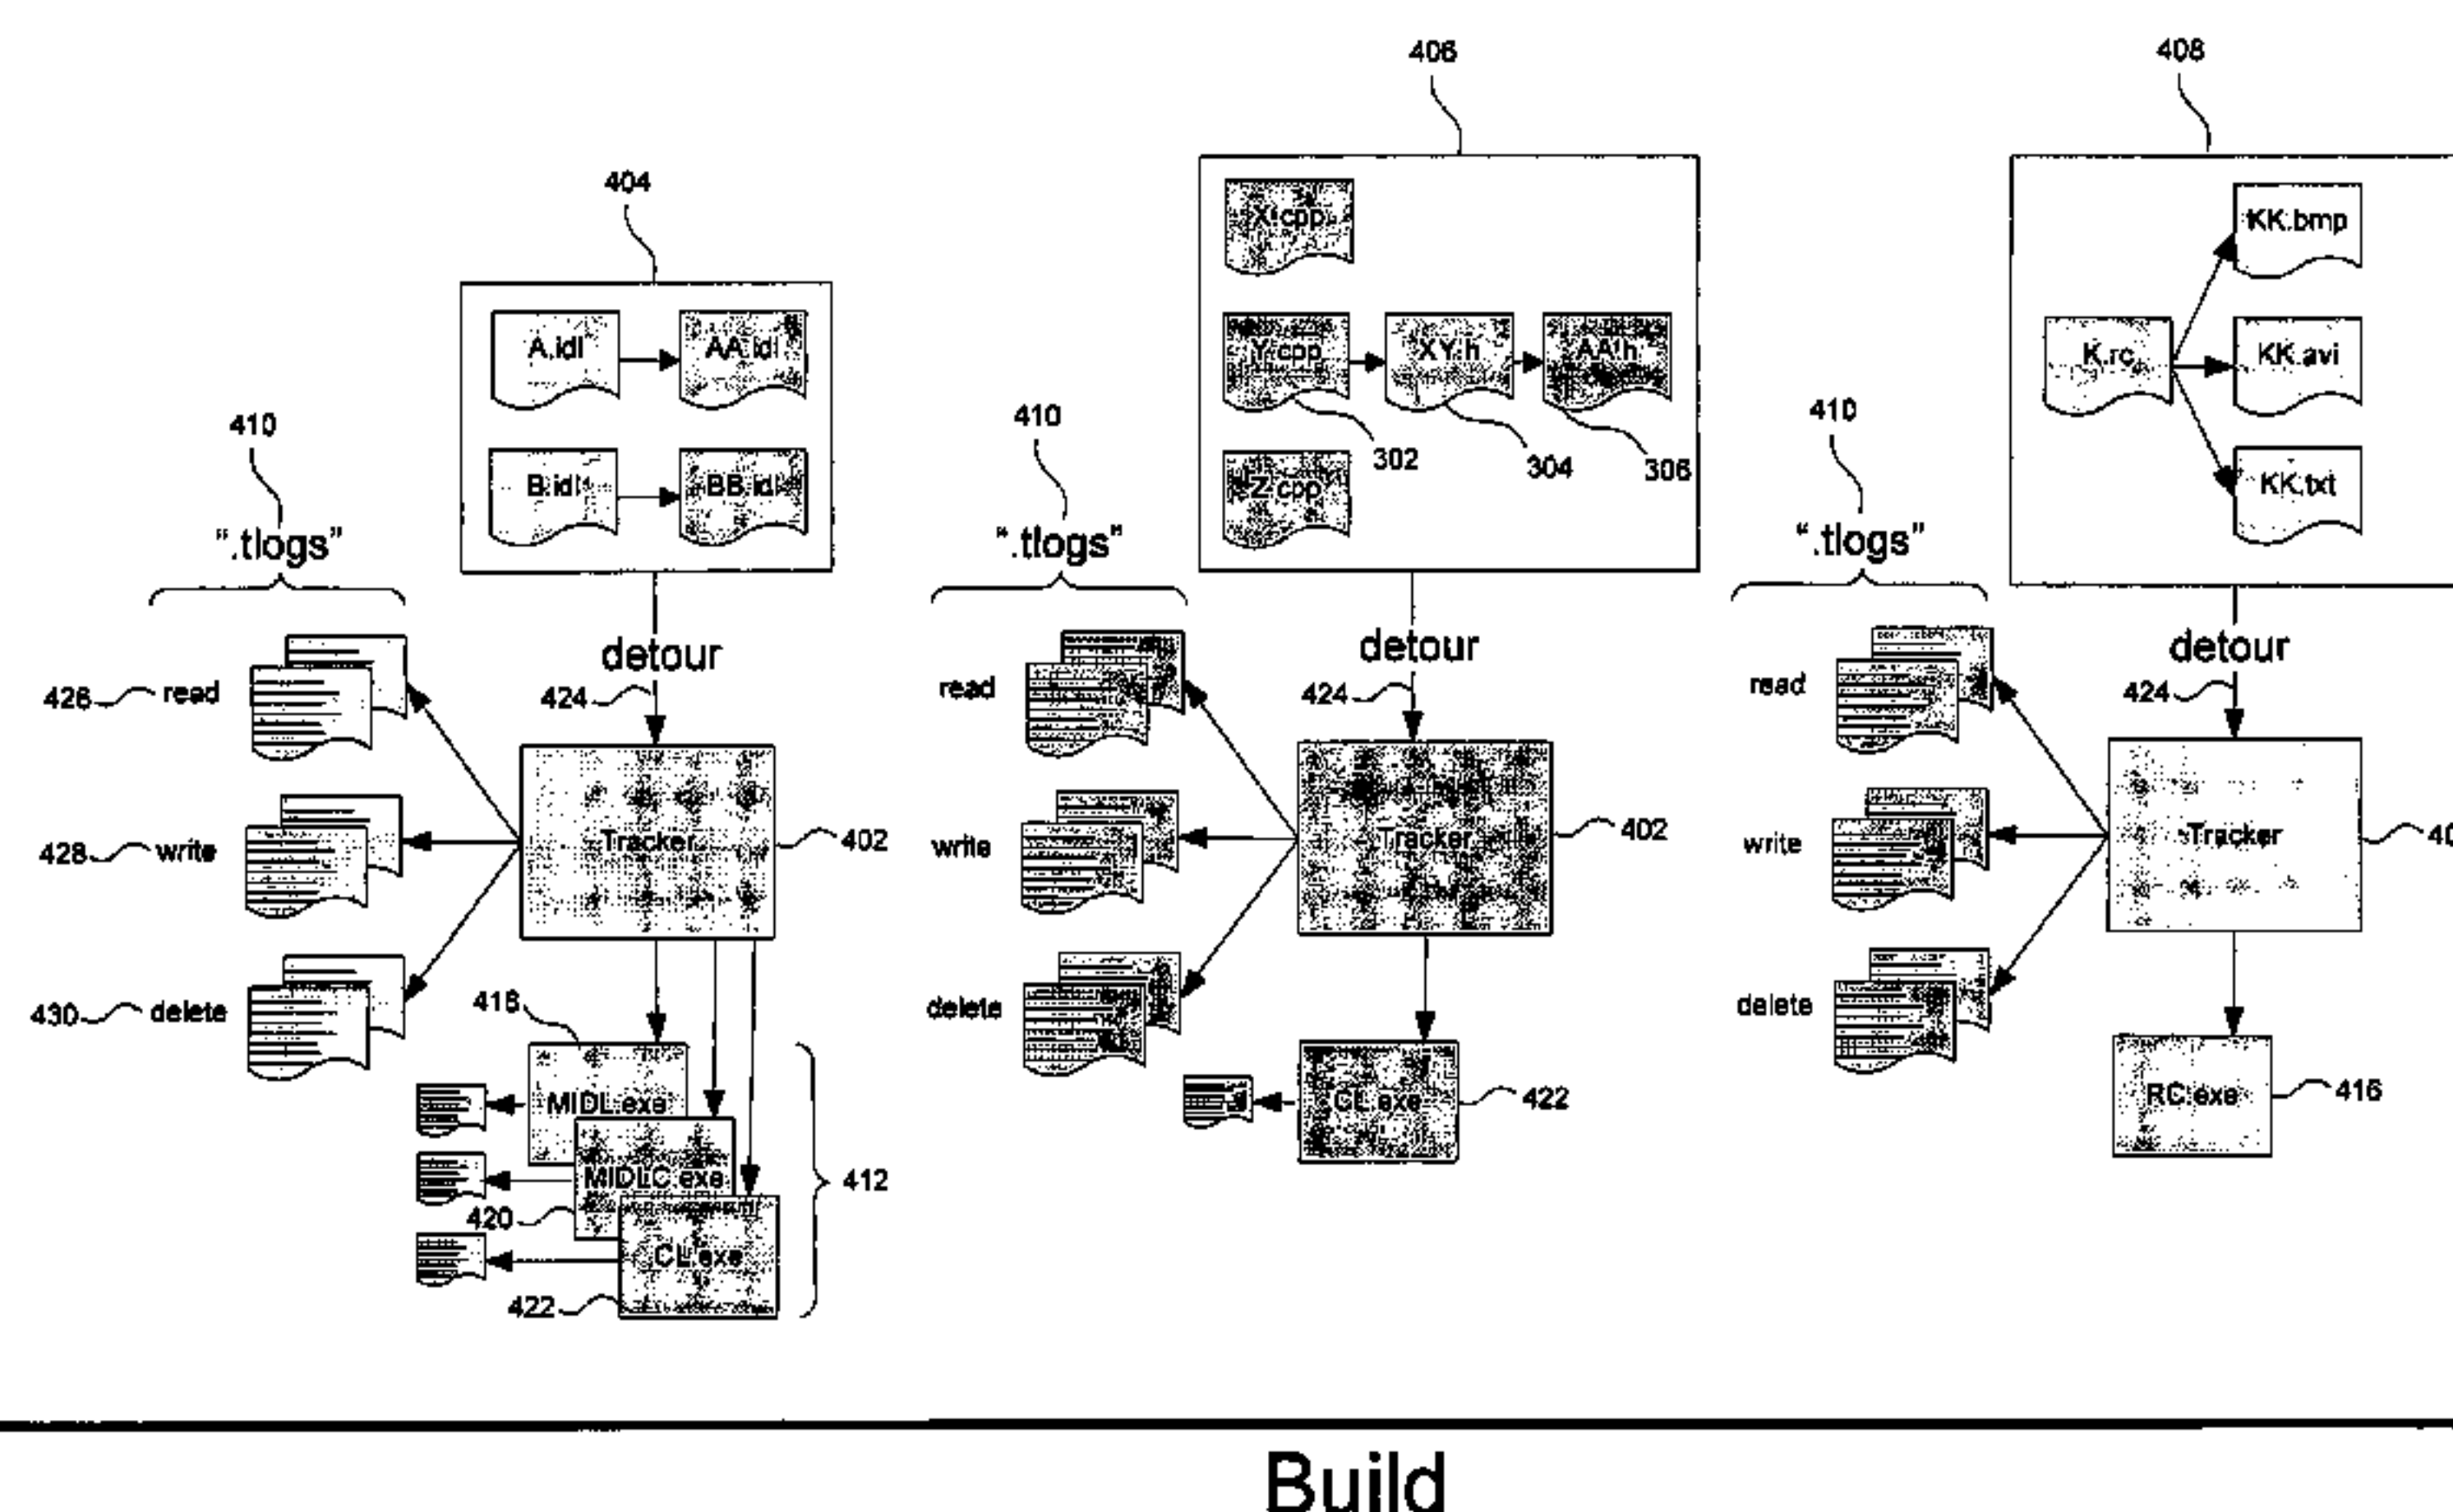 406
408
404
X.cpp
KK.bmp
A.idl
AA.idl
Y.cpp
XY.h
AA.h
K.rc
KK.avi
410
410
410
302
304
306
B.idl
BB.idl
Z.cpp
KK.txt
".tlogs"
".tlogs"
".tlogs"
detour
detour
detour
426
read
424
read
424
read
424
428
write
Tracker
402
write
Tracker
402
write
Tracker
430
delete
418
delete
delete
MIDL.exe
CL.exe
422
RC.exe
416
MIDLC.exe
412
420
CL.exe
422
Build